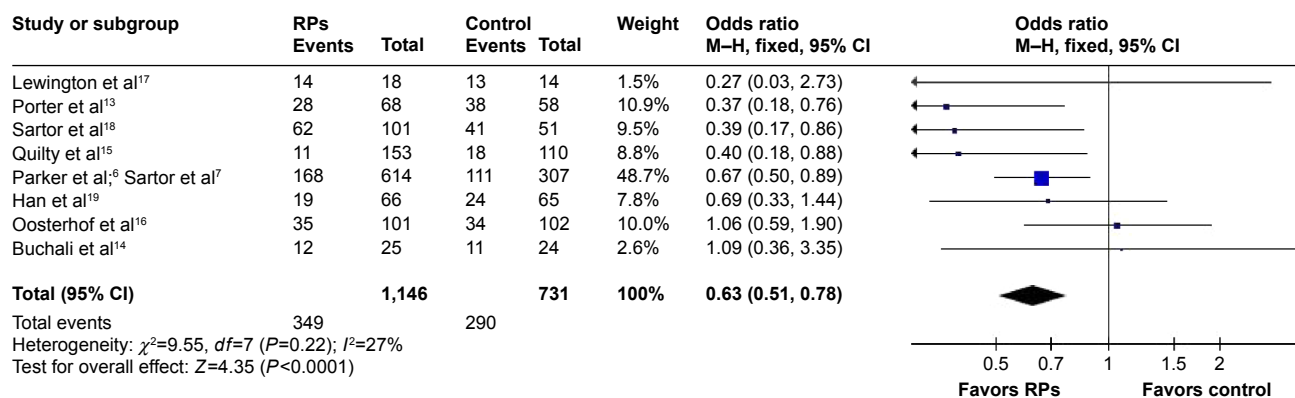 Study or subgroup RPs Control Weight Odds ratio Odds ratio
Events Total Events Total M–H, fixed, 95% CI M–H, fixed, 95% CI
Lewington et al¹⁷ 14 18 13 14 1.5% 0.27 (0.03, 2.73)
Porter et al¹³ 28 68 38 58 10.9% 0.37 (0.18, 0.76)
Sartor et al¹⁸ 62 101 41 51 9.5% 0.39 (0.17, 0.86)
Quilty et al¹⁵ 11 153 18 110 8.8% 0.40 (0.18, 0.88)
Parker et al;⁶ Sartor et al⁷ 168 614 111 307 48.7% 0.67 (0.50, 0.89)
Han et al¹⁹ 19 66 24 65 7.8% 0.69 (0.33, 1.44)
Oosterhof et al¹⁶ 35 101 34 102 10.0% 1.06 (0.59, 1.90)
Buchali et al¹⁴ 12 25 11 24 2.6% 1.09 (0.36, 3.35)
Total (95% CI) 1,146 731 100% 0.63 (0.51, 0.78)
Total events 349 290
Heterogeneity: χ²=9.55, df=7 (P=0.22); I²=27%
Test for overall effect: Z=4.35 (P<0.0001)
0.5 0.7 1 1.5 2
Favors RPs Favors control